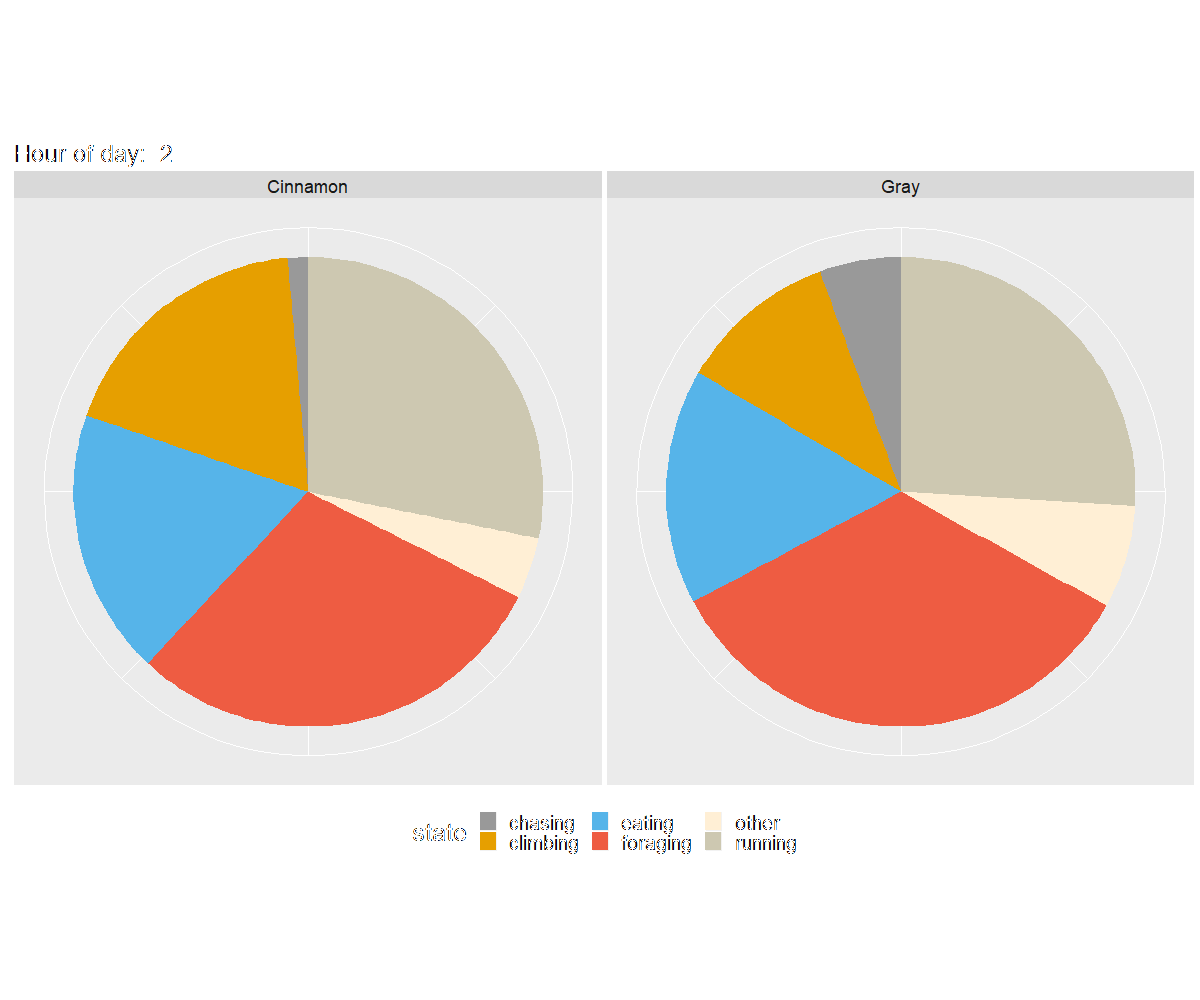 Hour of day: 2
Cinnamon Gray
state chasing eating other
climbing foraging running